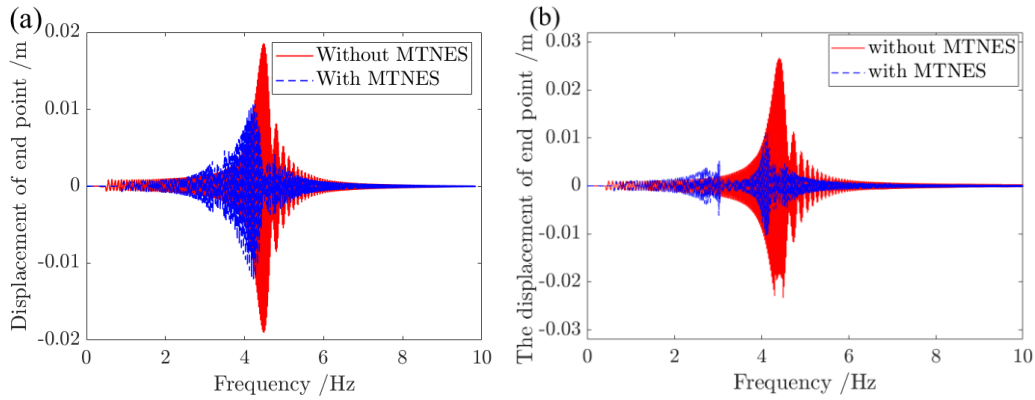 (a)
Displacement of end point /m
0.02
0.01
0
-0.01
-0.02
0
2
4
6
8
10
Frequency /Hz
Without MTNES
With MTNES
(b)
The displacement of end point /m
0.03
0.02
0.01
0
-0.01
-0.02
-0.03
0
2
4
6
8
10
Frequency /Hz
without MTNES
with MTNES